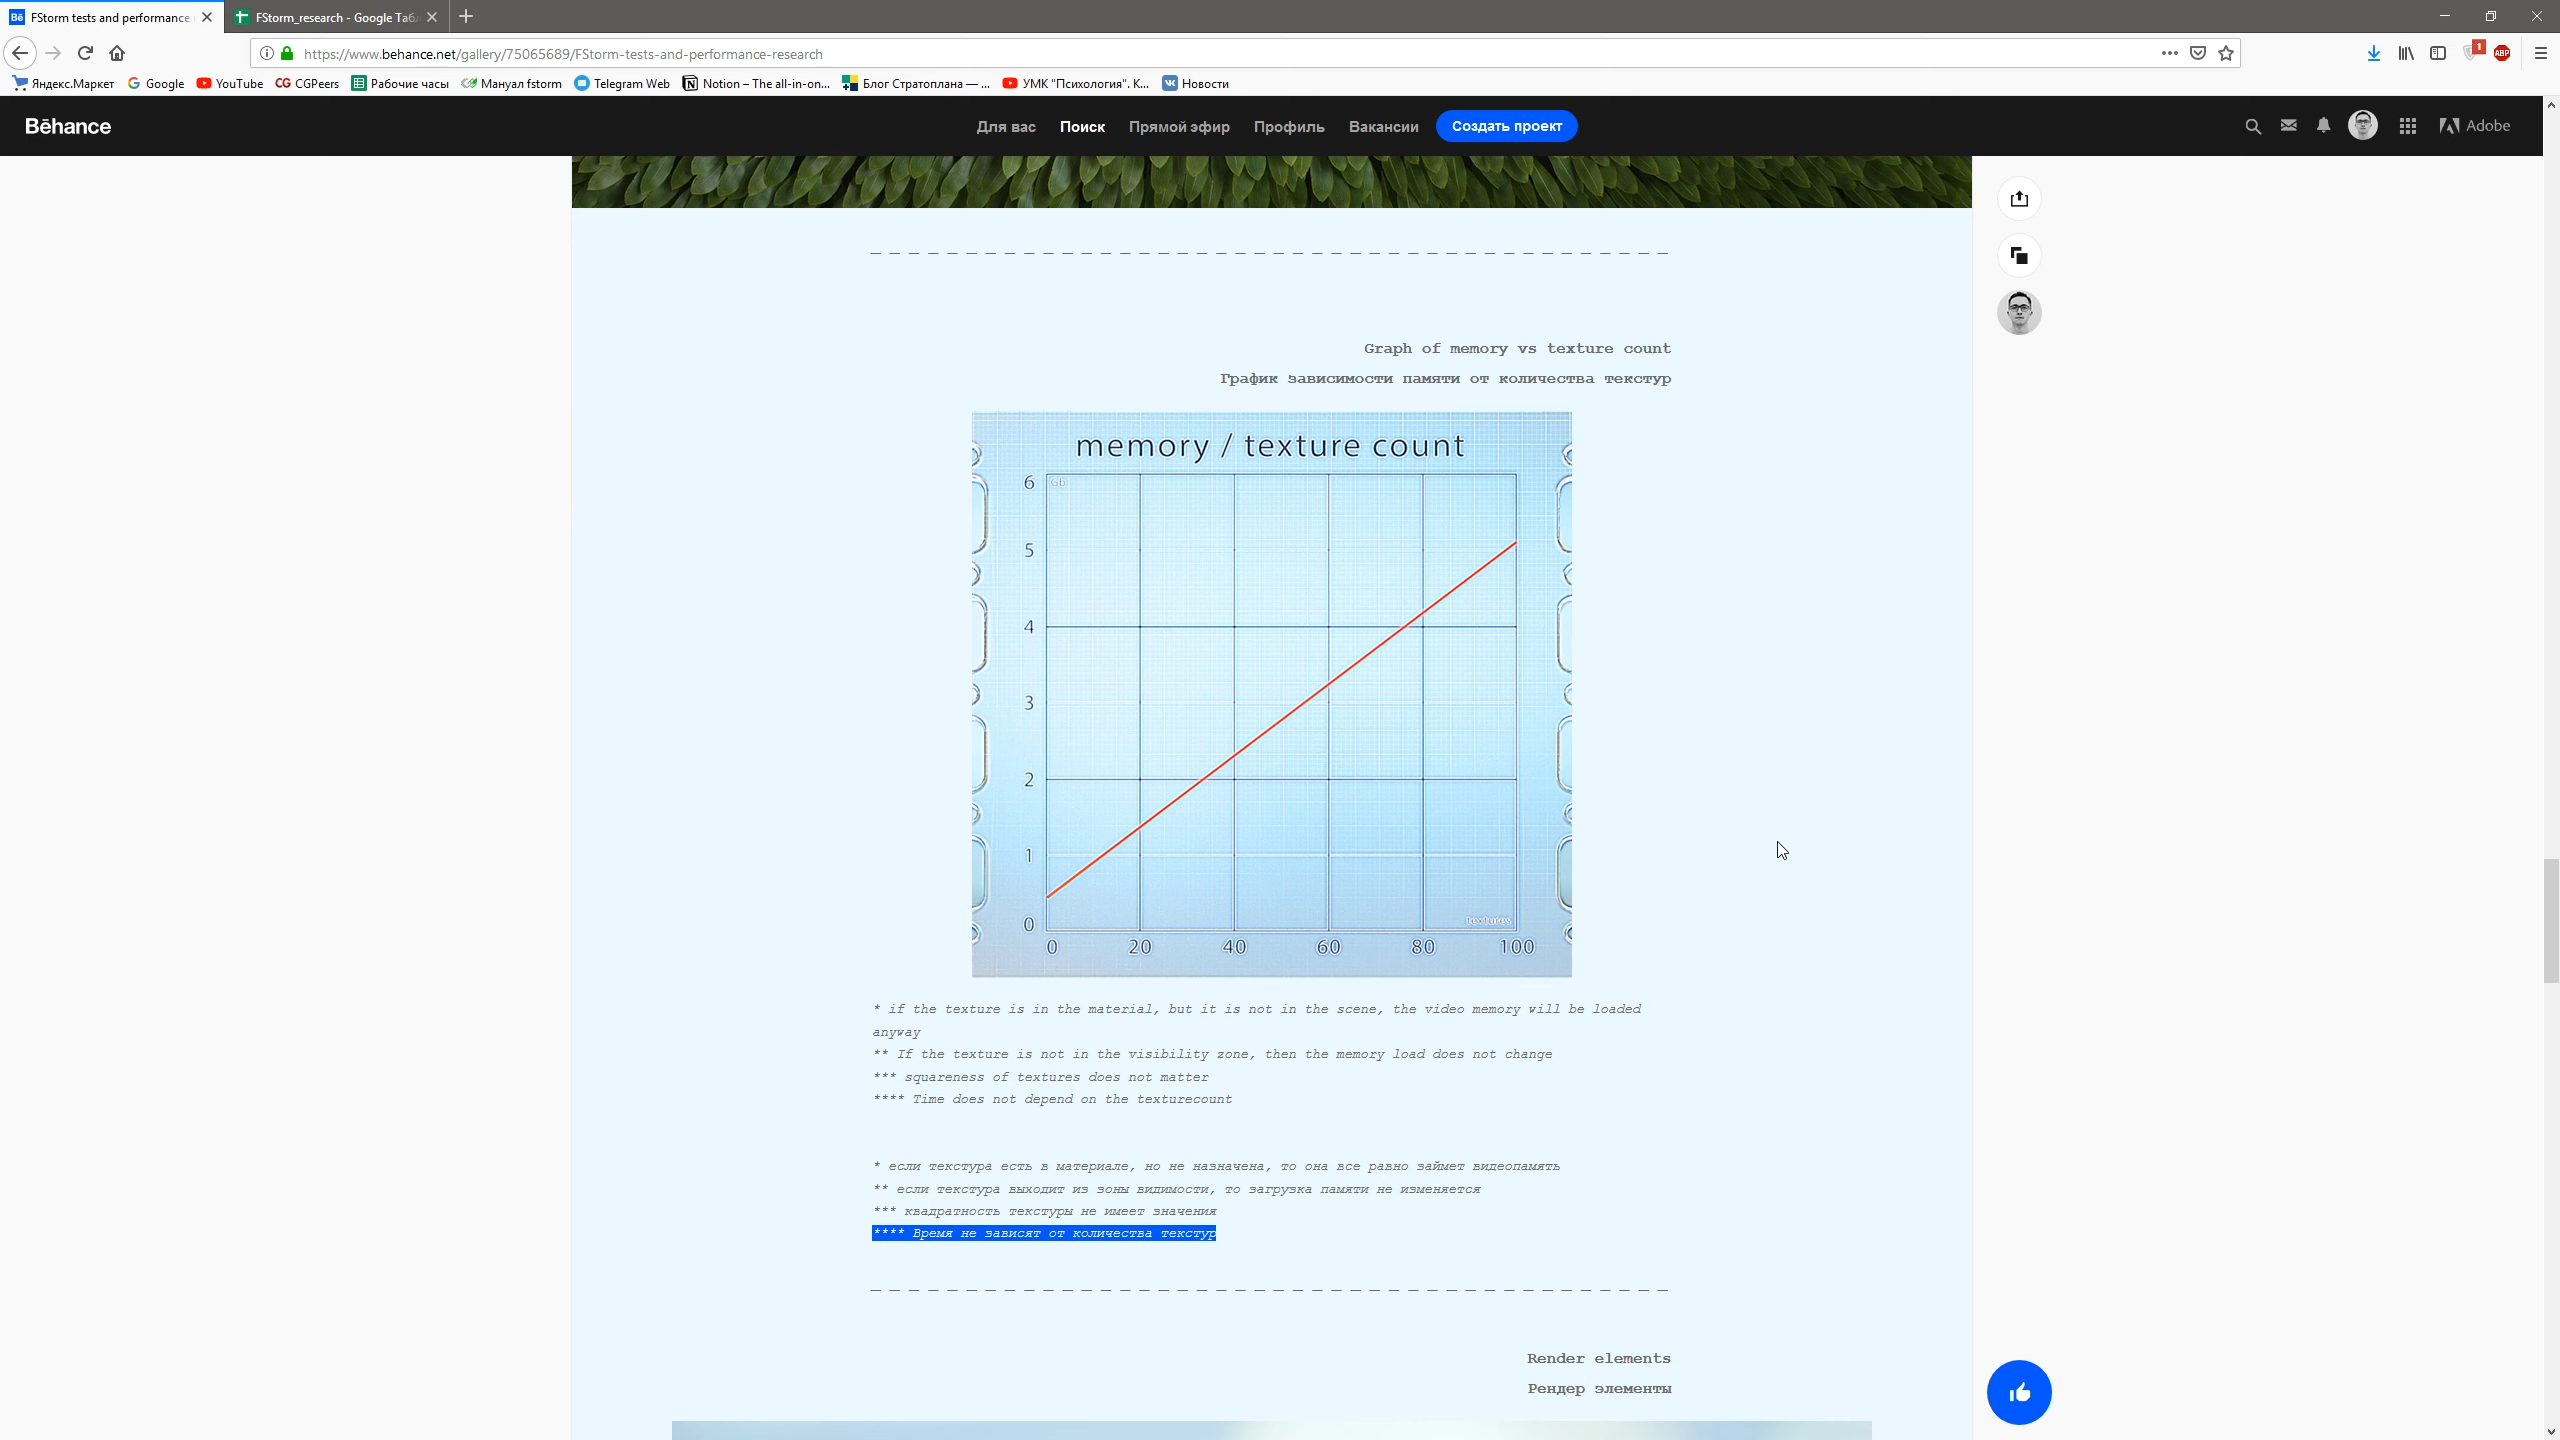 FStorm tests and performance
FStorm_research - Google Таб
https://www.behance.net/gallery/75065689/FStorm-tests-and-performance-research
1
ABP
Яндекс.Маркет
Google
YouTube
CG CGPeers
Рабочие часы
Мануал fstorm
Telegram Web
Notion – The all-in-on...
Блог Стратоплана — ...
УМК "Психология". К...
Новости
Bēhance
Для вас
Поиск
Прямой эфир
Профиль
Вакансии
Создать проект
Adobe
Graph of memory vs texture count
График зависимости памяти от количества текстур
memory / texture count
6
Gb
5
4
3
2
1
0
textures
0 20 40 60 80 100
* if the texture is in the material, but it is not in the scene, the video memory will be loaded
anyway
** If the texture is not in the visibility zone, then the memory load does not change
*** squareness of textures does not matter
**** Time does not depend on the texturecount
* если текстура есть в материале, но не назначена, то она все равно займет видеопамять
** если текстура выходит из зоны видимости, то загрузка памяти не изменяется
*** квадратность текстуры не имеет значения
**** Время не зависят от количества текстур
Render elements
Рендер элементы